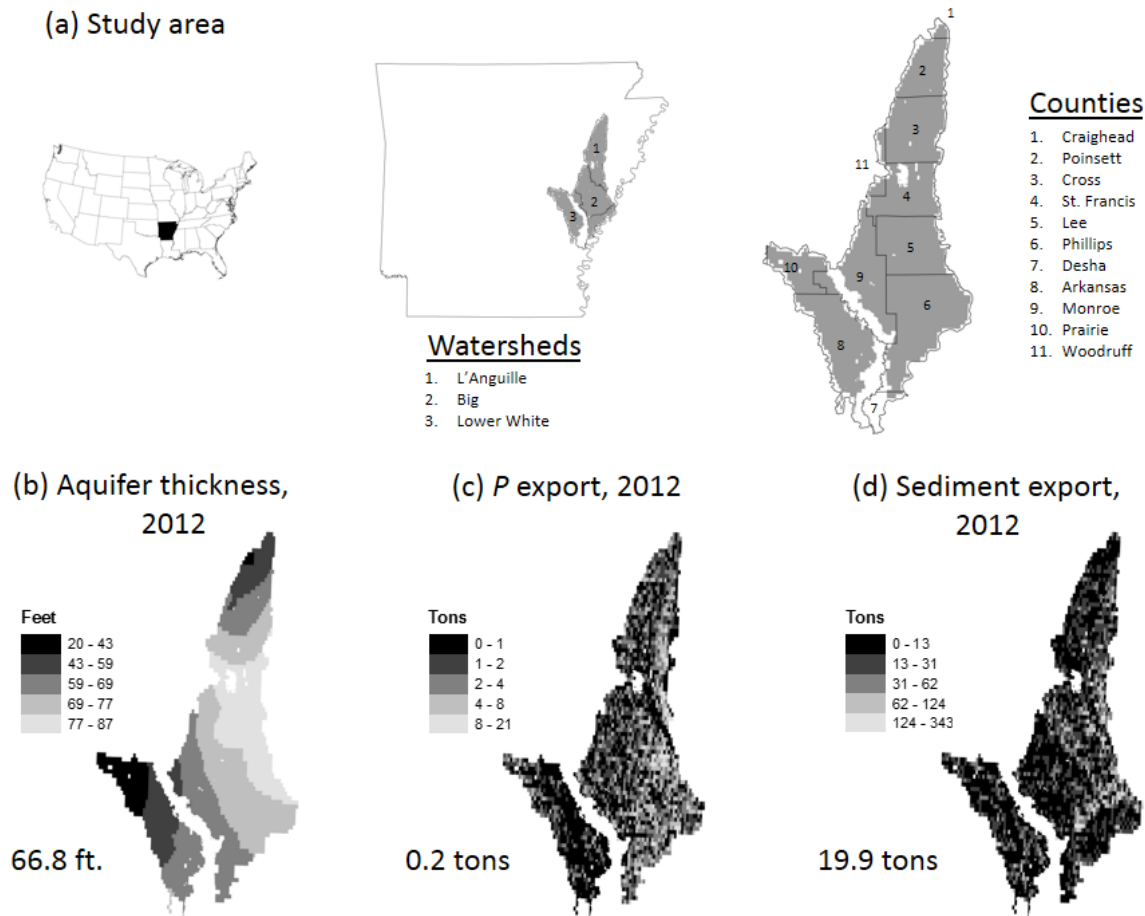 (a) Study area
1
2
3
Watersheds
1. L'Anguille
2. Big
3. Lower White
1
2
3
11
4
5
10
9
6
8
7
Counties
1. Craighead
2. Poinsett
3. Cross
4. St. Francis
5. Lee
6. Phillips
7. Desha
8. Arkansas
9. Monroe
10. Prairie
11. Woodruff
(b) Aquifer thickness,
2012
Feet
20 - 43
43 - 59
59 - 69
69 - 77
77 - 87
66.8 ft.
(c) P export, 2012
Tons
0 - 1
1 - 2
2 - 4
4 - 8
8 - 21
0.2 tons
(d) Sediment export,
2012
Tons
0 - 13
13 - 31
31 - 62
62 - 124
124 - 343
19.9 tons